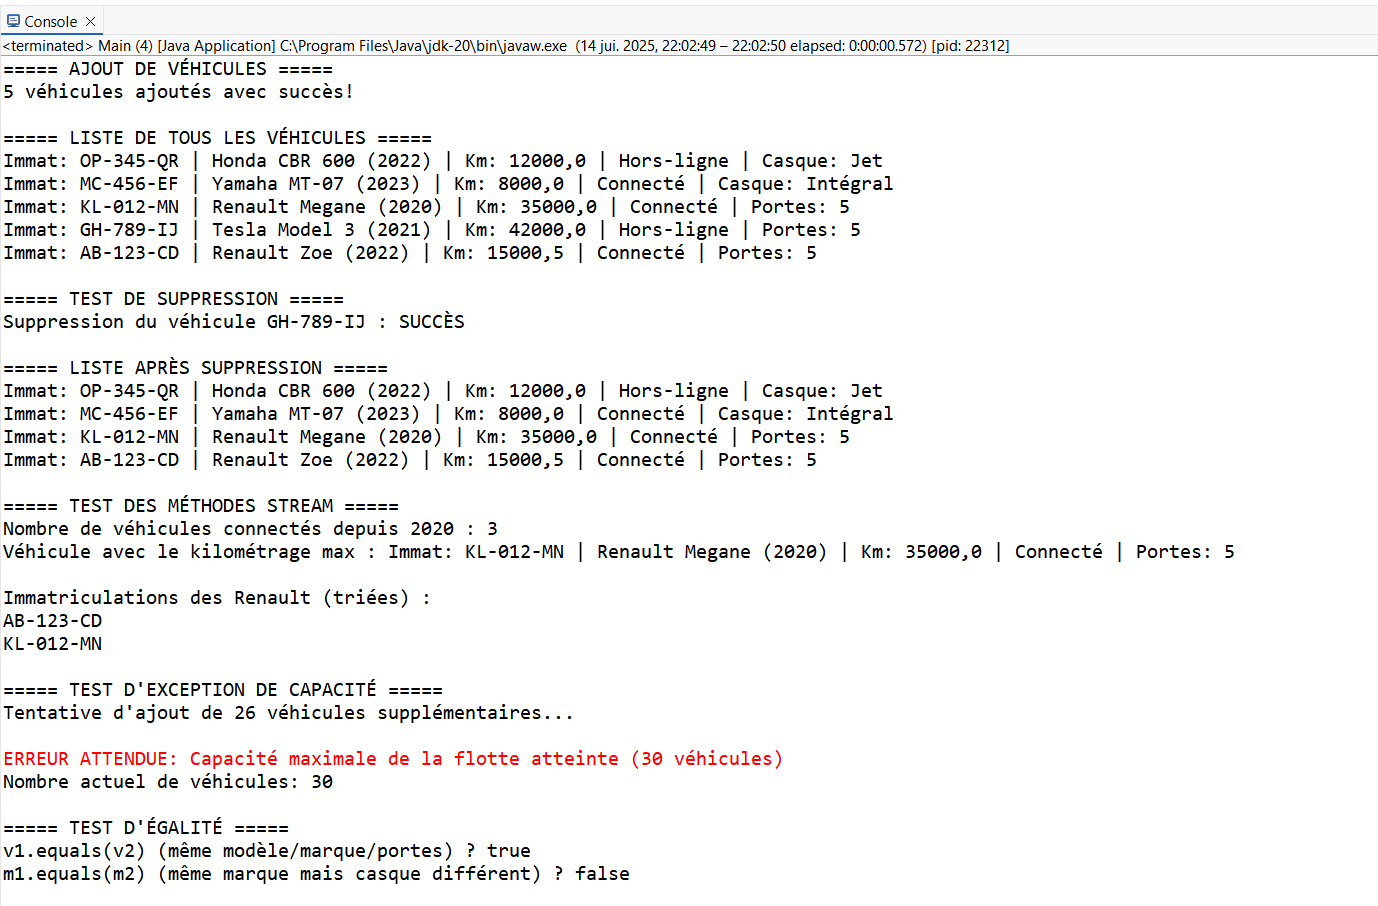 Console
<terminated> Main (4) [Java Application] C:\Program Files\Java\jdk-20\bin\javaw.exe (14 jui. 2025, 22:02:49 – 22:02:50 elapsed: 0:00:00.572) [pid: 22312]
===== AJOUT DE VÉHICULES =====
5 véhicules ajoutés avec succès!
===== LISTE DE TOUS LES VÉHICULES =====
Immat: OP-345-QR | Honda CBR 600 (2022) | Km: 12000,0 | Hors-ligne | Casque: Jet
Immat: MC-456-EF | Yamaha MT-07 (2023) | Km: 8000,0 | Connecté | Casque: Intégral
Immat: KL-012-MN | Renault Megane (2020) | Km: 35000,0 | Connecté | Portes: 5
Immat: GH-789-IJ | Tesla Model 3 (2021) | Km: 42000,0 | Hors-ligne | Portes: 5
Immat: AB-123-CD | Renault Zoe (2022) | Km: 15000,5 | Connecté | Portes: 5
===== TEST DE SUPPRESSION =====
Suppression du véhicule GH-789-IJ : SUCCÈS
===== LISTE APRÈS SUPPRESSION =====
Immat: OP-345-QR | Honda CBR 600 (2022) | Km: 12000,0 | Hors-ligne | Casque: Jet
Immat: MC-456-EF | Yamaha MT-07 (2023) | Km: 8000,0 | Connecté | Casque: Intégral
Immat: KL-012-MN | Renault Megane (2020) | Km: 35000,0 | Connecté | Portes: 5
Immat: AB-123-CD | Renault Zoe (2022) | Km: 15000,5 | Connecté | Portes: 5
===== TEST DES MÉTHODES STREAM =====
Nombre de véhicules connectés depuis 2020 : 3
Véhicule avec le kilométrage max : Immat: KL-012-MN | Renault Megane (2020) | Km: 35000,0 | Connecté | Portes: 5
Immatriculations des Renault (triées) :
AB-123-CD
KL-012-MN
===== TEST D'EXCEPTION DE CAPACITÉ =====
Tentative d'ajout de 26 véhicules supplémentaires...
ERREUR ATTENDUE: Capacité maximale de la flotte atteinte (30 véhicules)
Nombre actuel de véhicules: 30
===== TEST D'ÉGALITÉ =====
v1.equals(v2) (même modèle/marque/portes) ? true
m1.equals(m2) (même marque mais casque différent) ? false